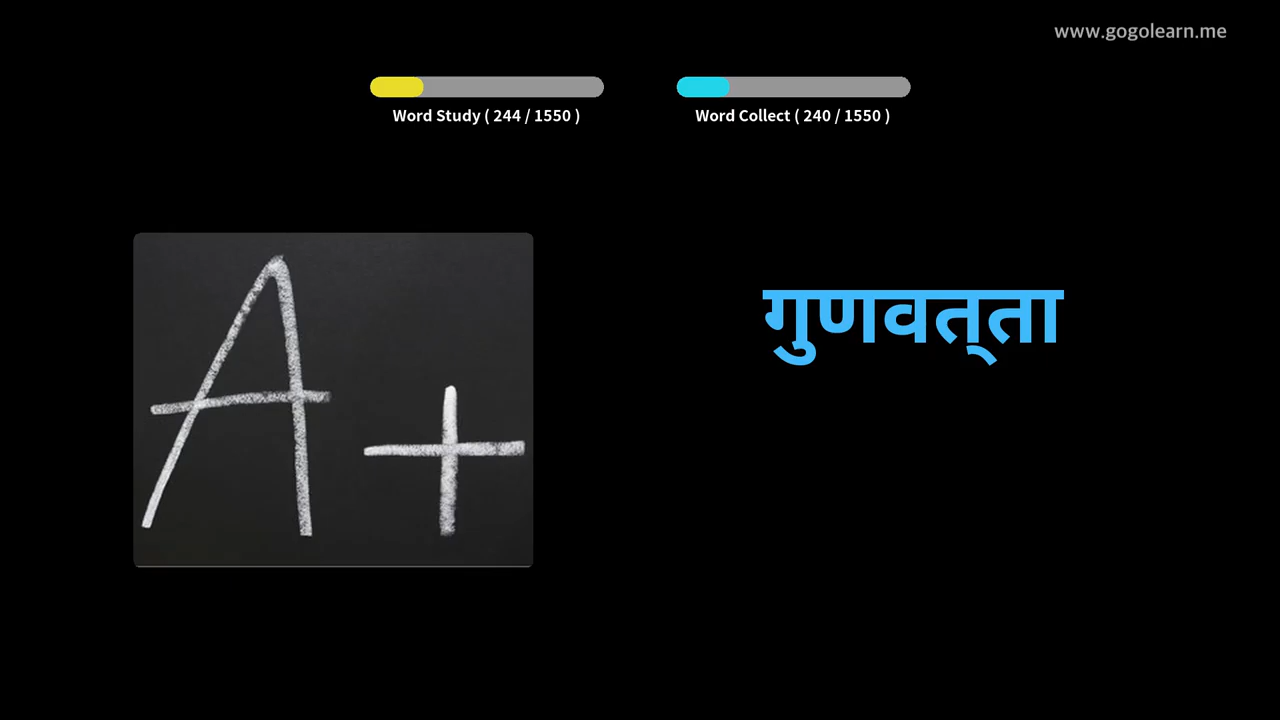 www.gogolearn.me
Word Study ( 244 / 1550 )
Word Collect ( 240 / 1550 )
A+
गुणवत्‌ता